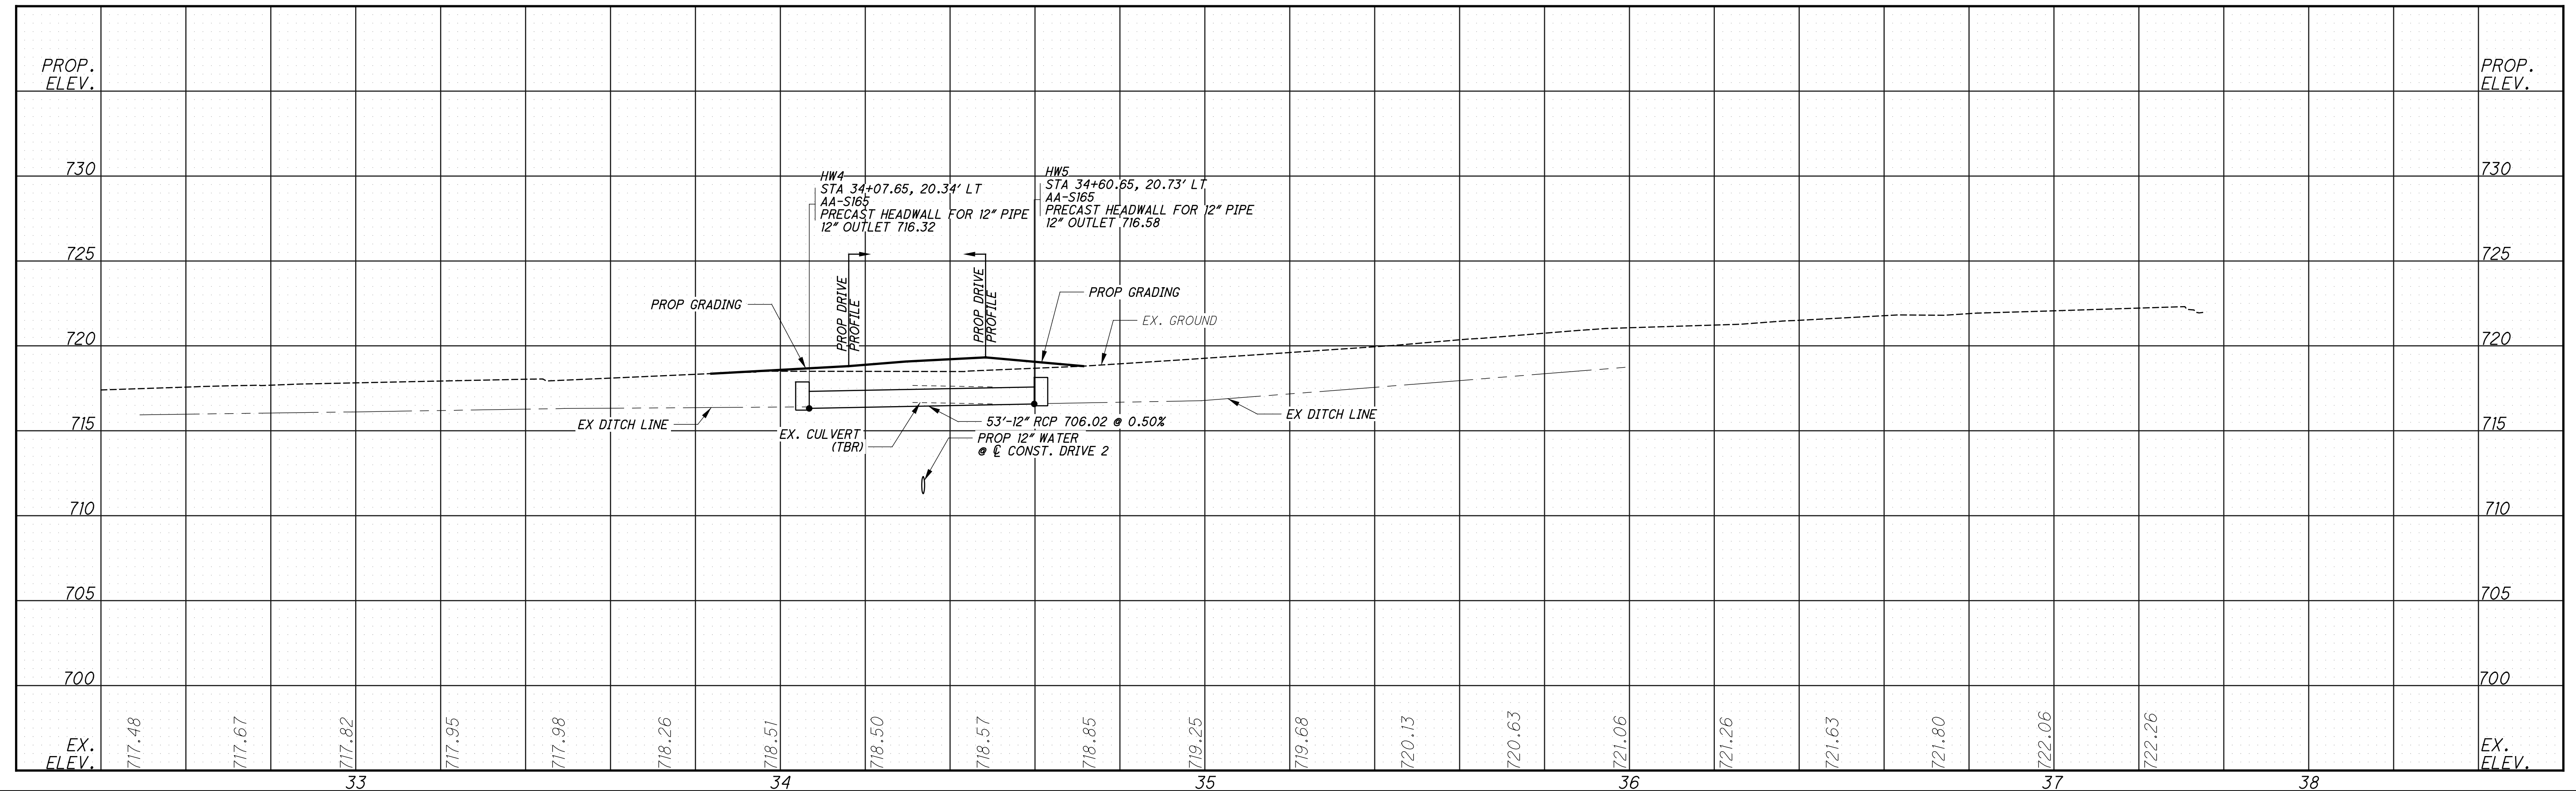 PROP.
ELEV.
PROP.
ELEV.
730
730
HW4
STA 34+07.65, 20.34' LT
AA-S165
PRECAST HEADWALL FOR 12" PIPE
12" OUTLET 716.32
HW5
STA 34+60.65, 20.73' LT
AA-S165
PRECAST HEADWALL FOR 12" PIPE
12" OUTLET 716.58
725
725
PROP DRIVE
PROFILE
PROP DRIVE
PROFILE
PROP GRADING
PROP GRADING
EX. GROUND
720
720
EX DITCH LINE
EX DITCH LINE
715
715
EX. CULVERT
(TBR)
53'-12" RCP 706.02 @ 0.50%
PROP 12" WATER
@ ℄ CONST. DRIVE 2
710
710
705
705
700
700
EX.
ELEV.
717.48
717.67
717.82
717.95
717.98
718.26
718.51
718.50
718.57
718.85
719.25
719.68
720.13
720.63
721.06
721.26
721.63
721.80
722.06
722.26
EX.
ELEV.
33
34
35
36
37
38